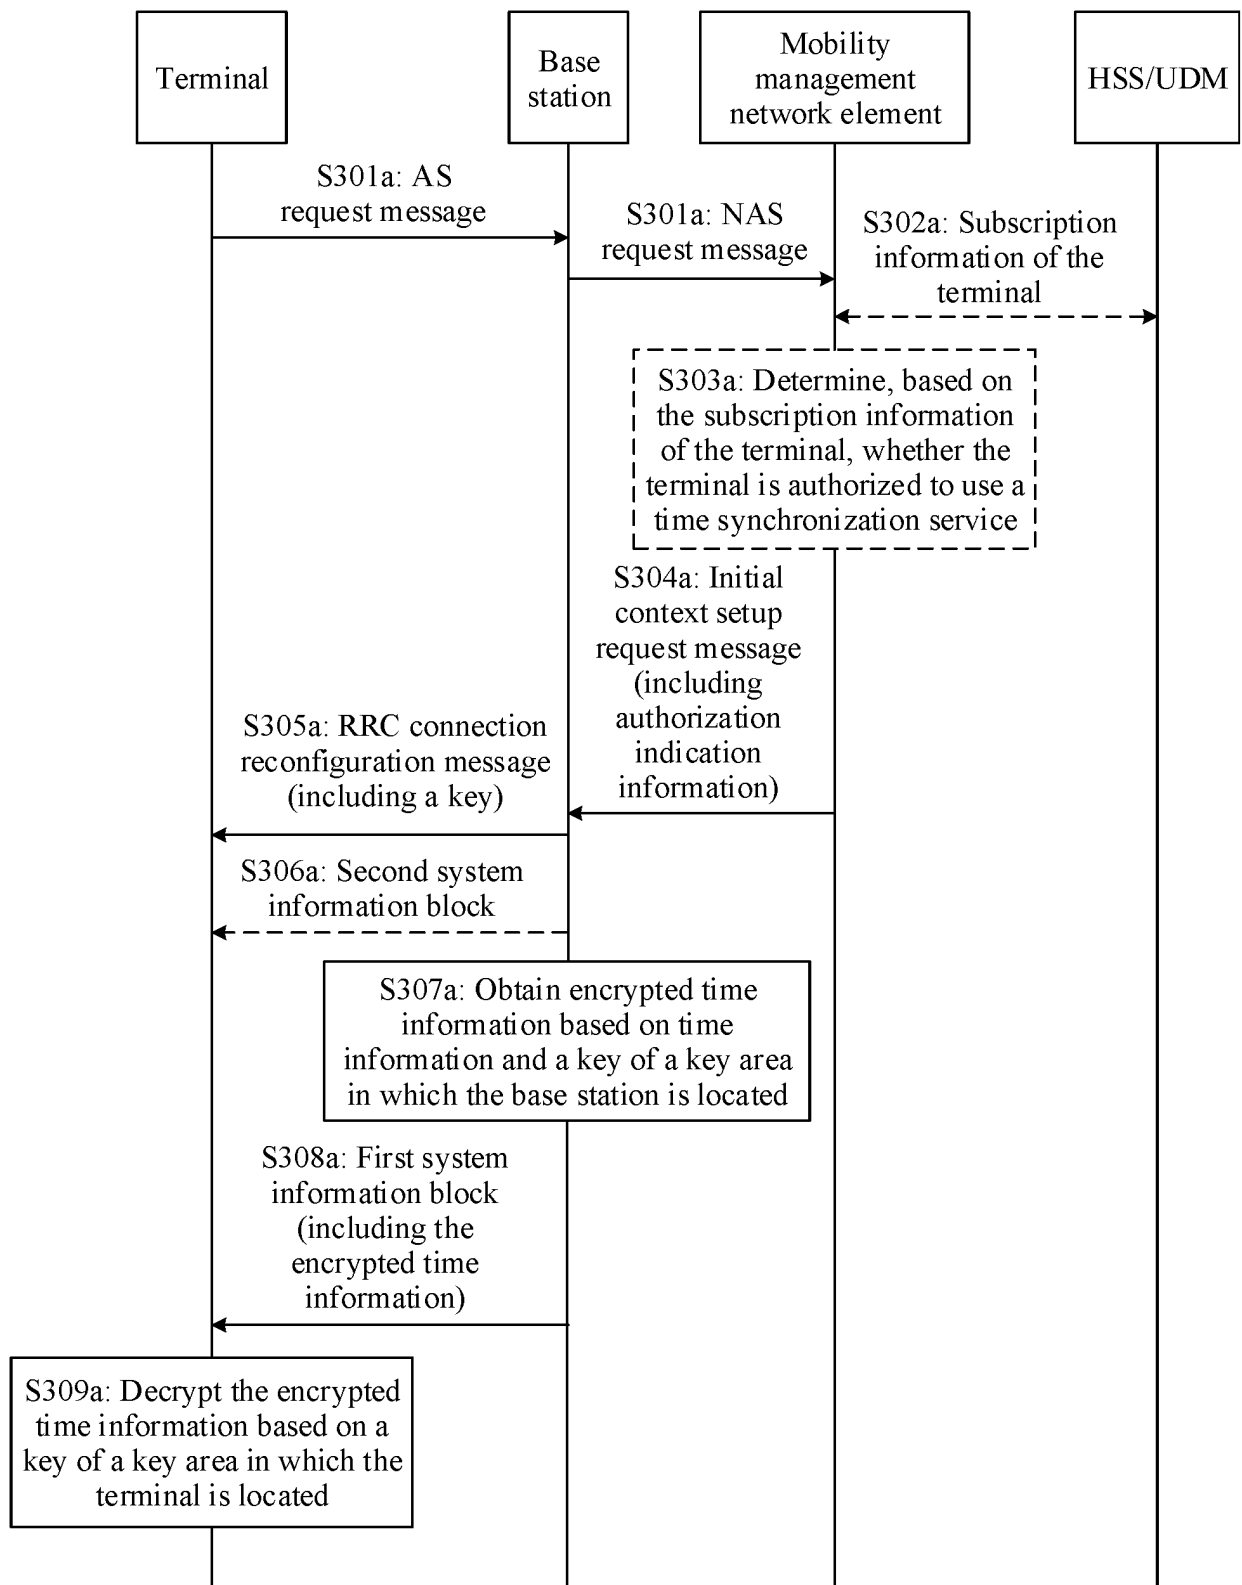 Terminal
Base
station
Mobility
management
network element
HSS/UDM
S301a: AS
request message
S301a: NAS
request message
S302a: Subscription
information of the
terminal
S303a: Determine, based on
the subscription information
of the terminal, whether the
terminal is authorized to use a
time synchronization service
S304a: Initial
context setup
request message
(including
authorization
indication
information)
S305a: RRC connection
reconfiguration message
(including a key)
S306a: Second system
information block
S307a: Obtain encrypted time
information based on time
information and a key of a key area
in which the base station is located
S308a: First system
information block
(including the
encrypted time
information)
S309a: Decrypt the encrypted
time information based on a
key of a key area in which the
terminal is located